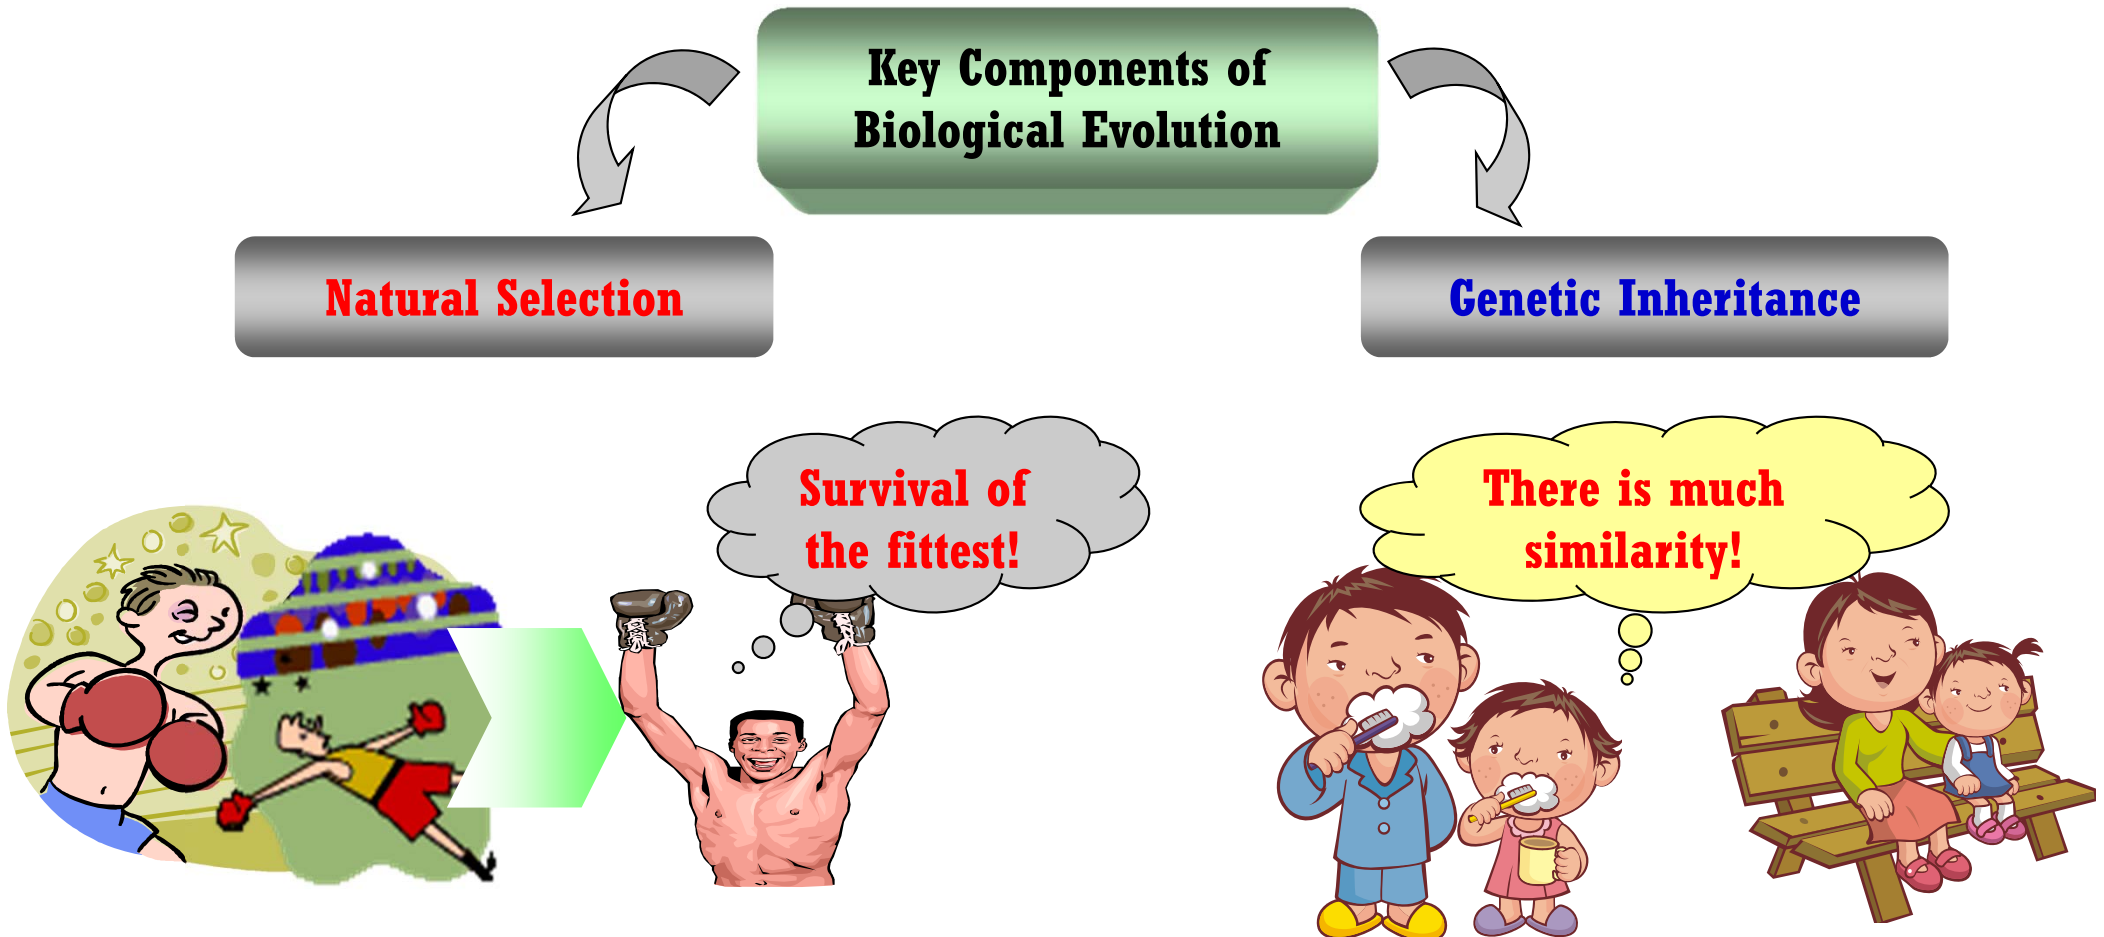 Key Components of
Biological Evolution
Natural Selection
Genetic Inheritance
Survival of
the fittest!
There is much
similarity!